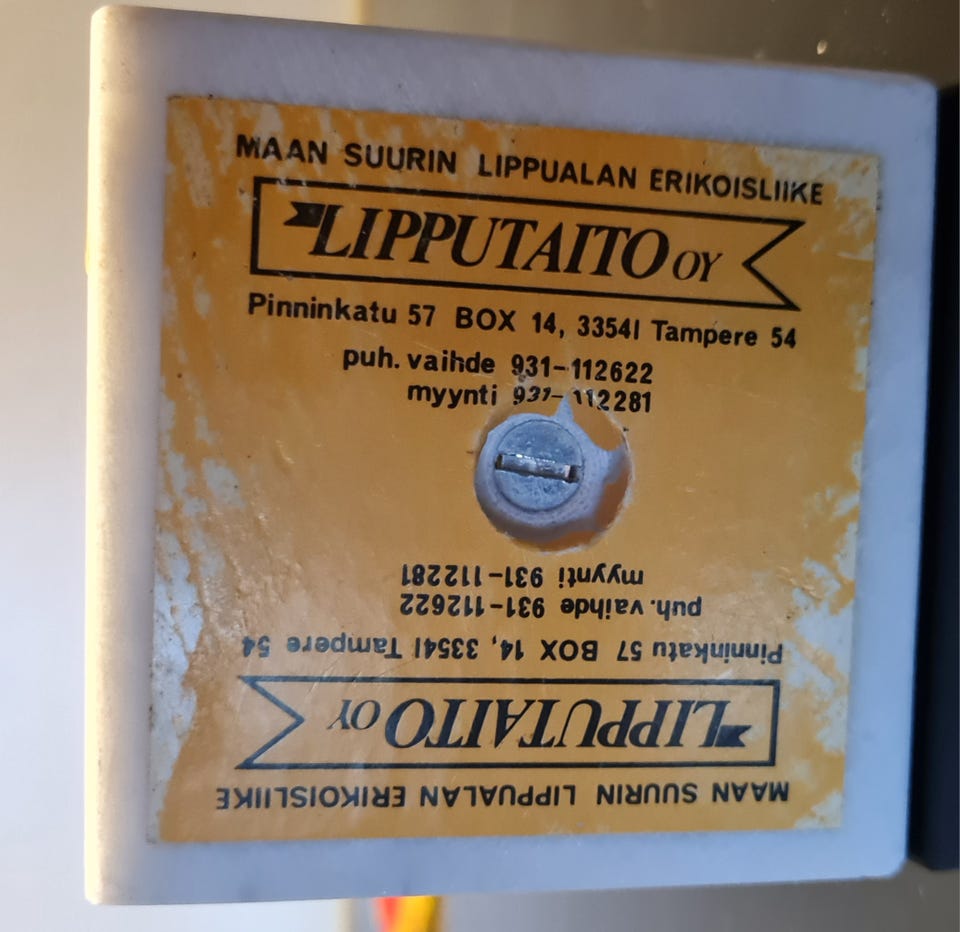 MAAN SUURIN LIPPUALAN ERIKOISLIIKE
LIPPUTAITO OY
Pinninkatu 57 BOX 14, 33541 Tampere 54
puh. vaihde 931-112622
myynti 931-112281
MAAN SUURIN LIPPUALAN ERIKOISLIIKE
LIPPUTAITO OY
Pinninkatu 57 BOX 14, 33541 Tampere 54
puh. vaihde 931-112622
myynti 931-112281